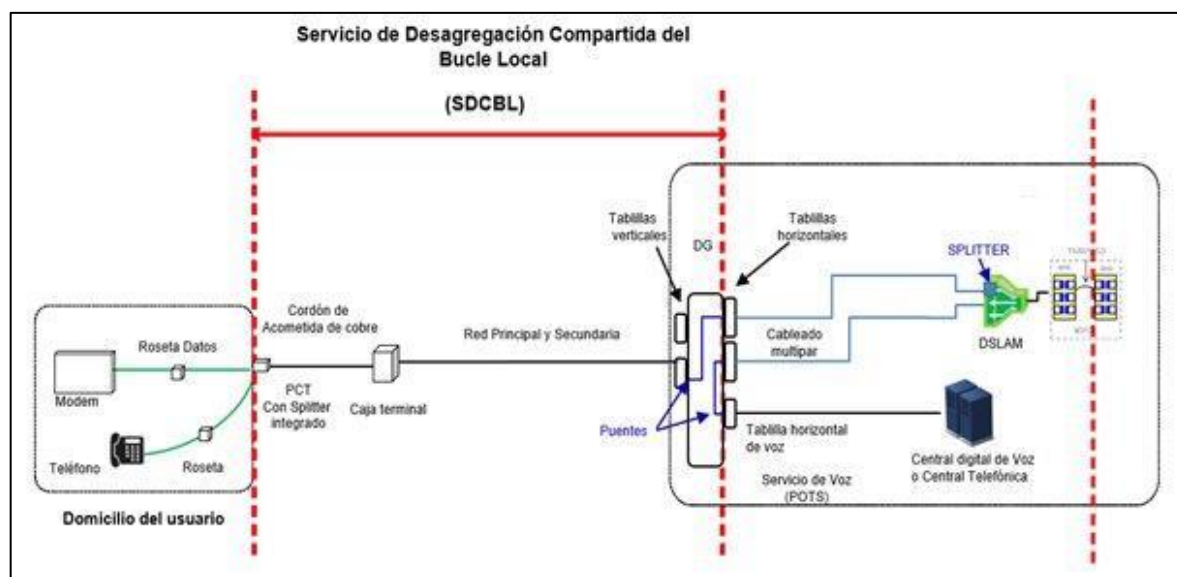 Servicio de Desagregación Compartida del
Bucle Local
(SDCBL)
Tablillas
verticales
DG
Tablillas
horizontales
SPLITTER
Cordón de
Acometida de cobre
Red Principal y Secundaria
Cableado
multipar
DSLAM
Roseta Datos
Modem
PCT
Con Splitter
integrado
Caja terminal
Puentes
Tablilla horizontal
de voz
Central digital de Voz
o Central Telefónica
Teléfono
Roseta
Servicio de Voz
(POTS)
Domicilio del usuario